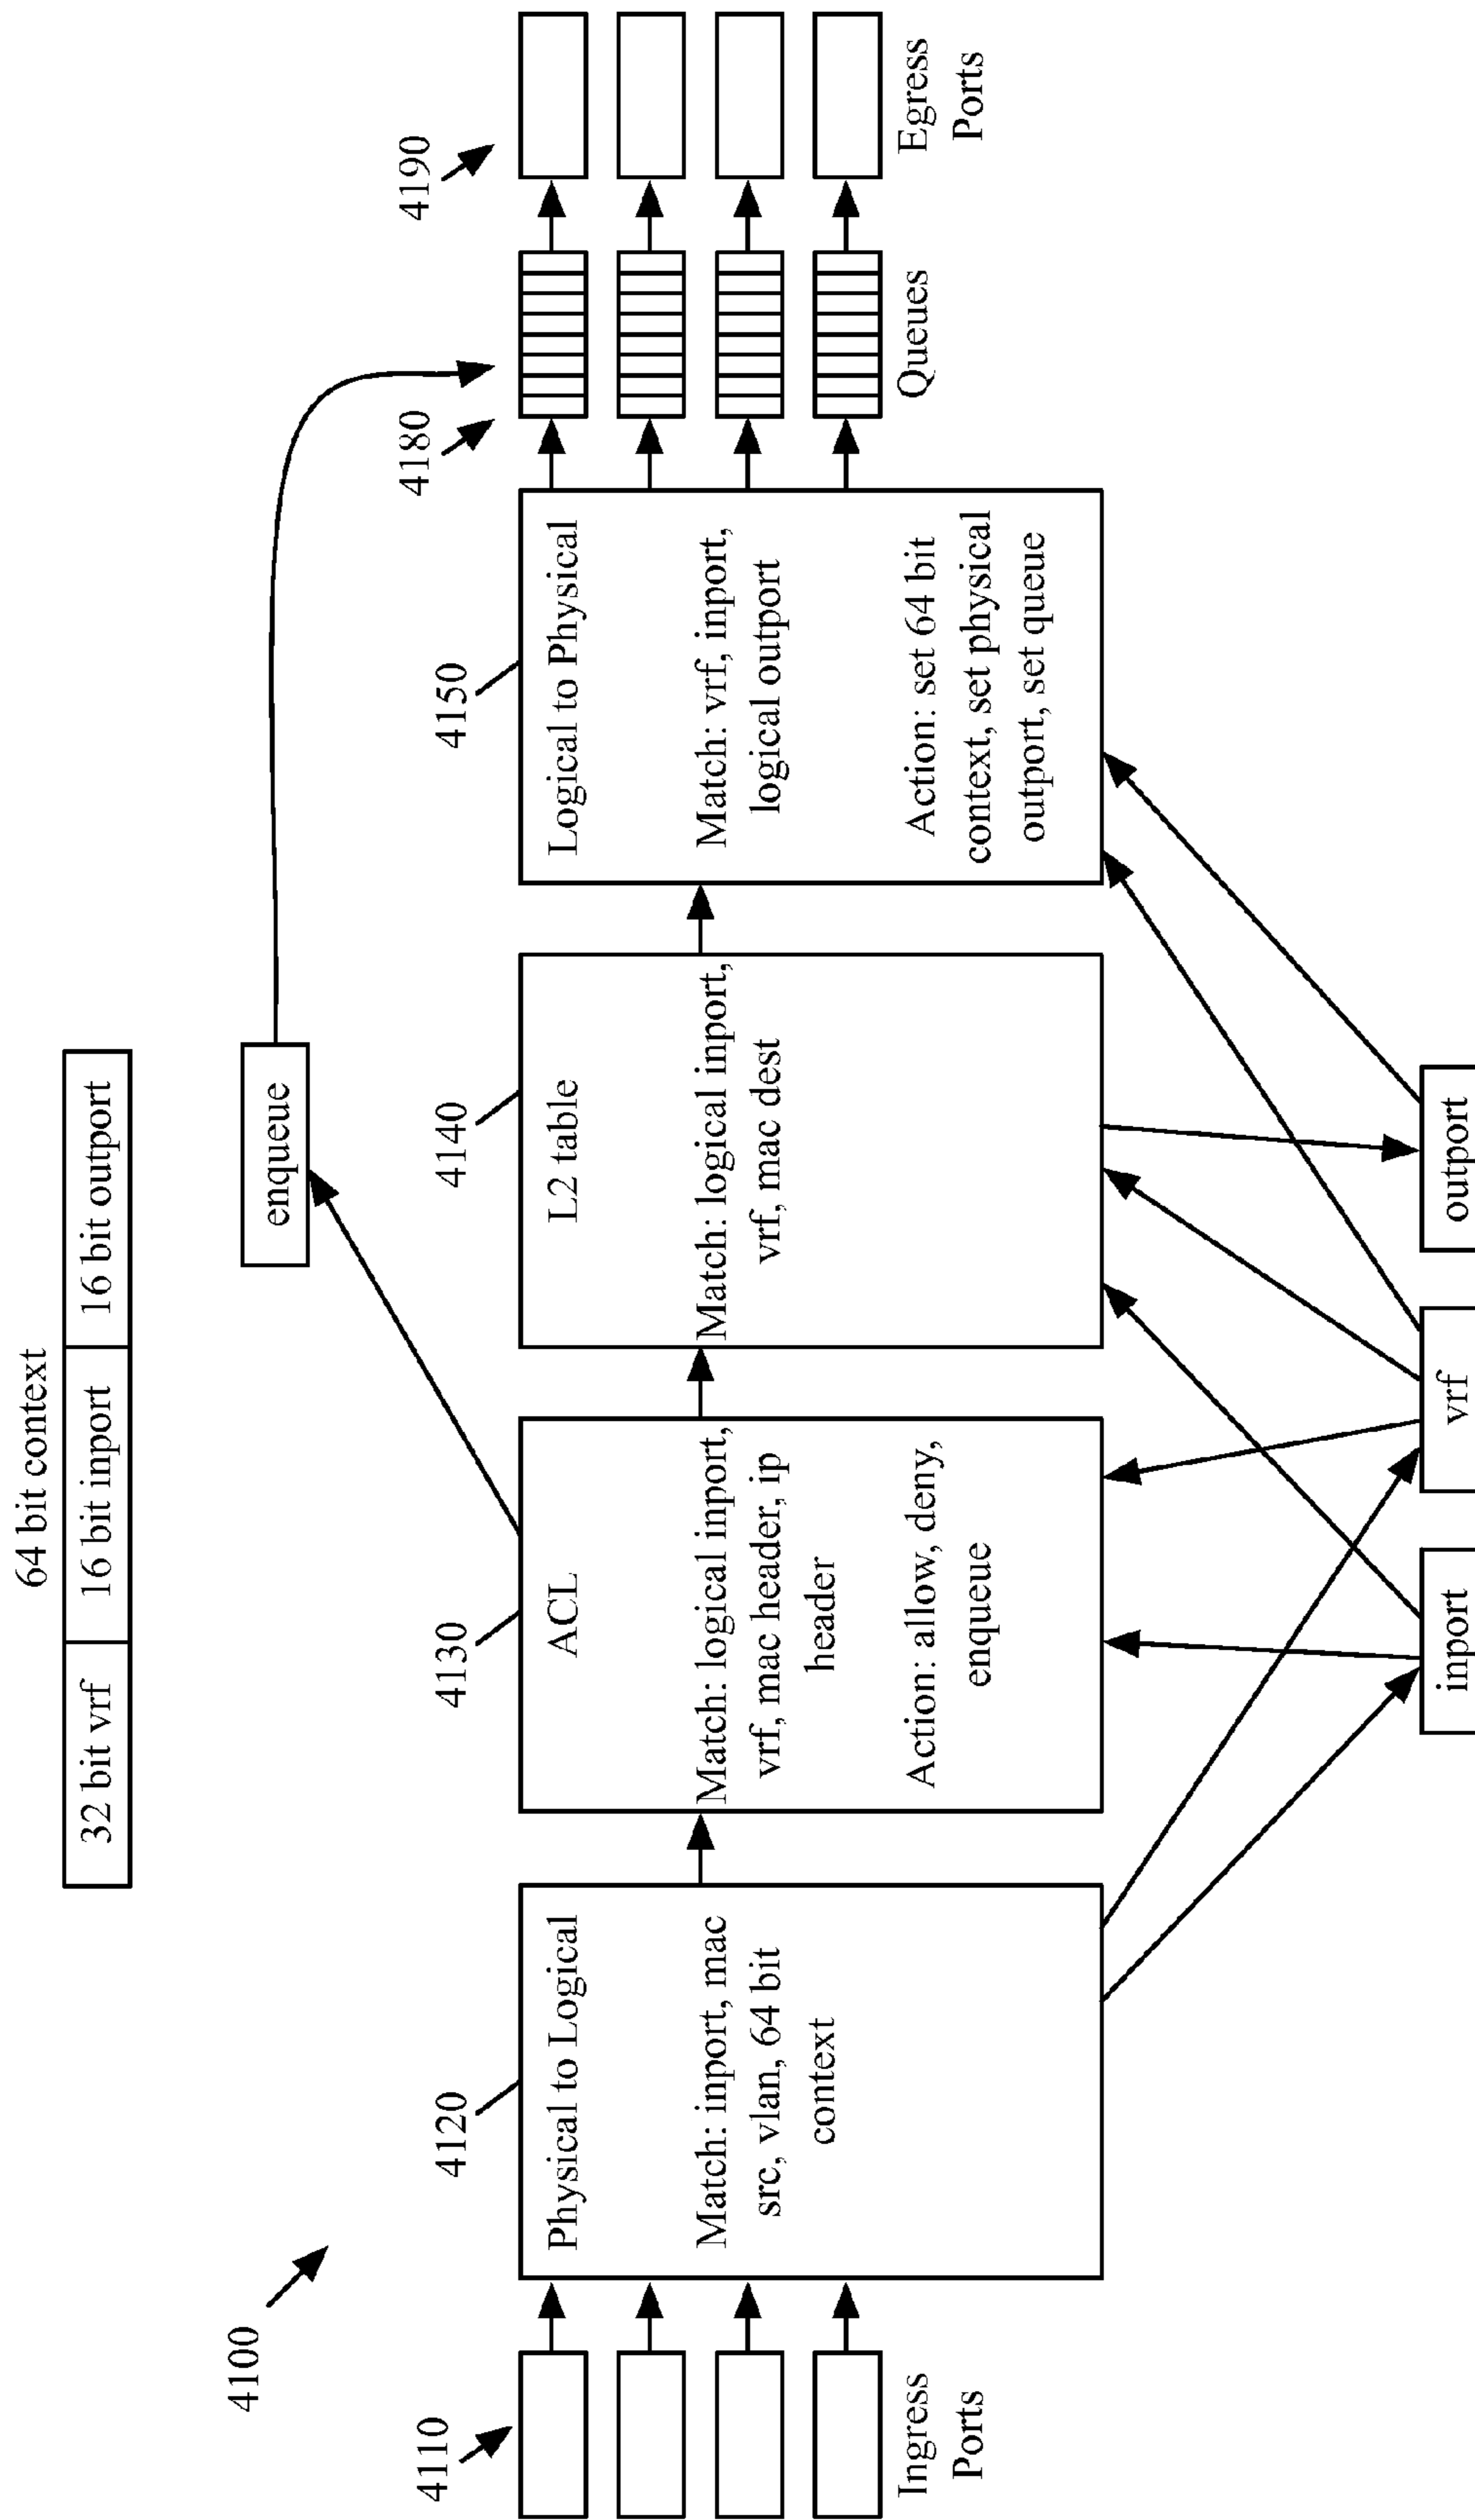 64 bit context
32 bit vrf
16 bit inport
16 bit outport
4100
enqueue
4110
4120
4130
4140
4150
4180
4190
Physical to Logical
Match: inport, mac
src, vlan, 64 bit
context
ACL
Match: logical inport,
vrf, mac header, ip
header
Action: allow, deny,
enqueue
L2 table
Match: logical inport,
vrf, mac dest
Logical to Physical
Match: vrf, inport,
logical outport
Action: set 64 bit
context, set physical
outport, set queue
Ingress
Ports
Queues
Egress
Ports
inport
vrf
outport